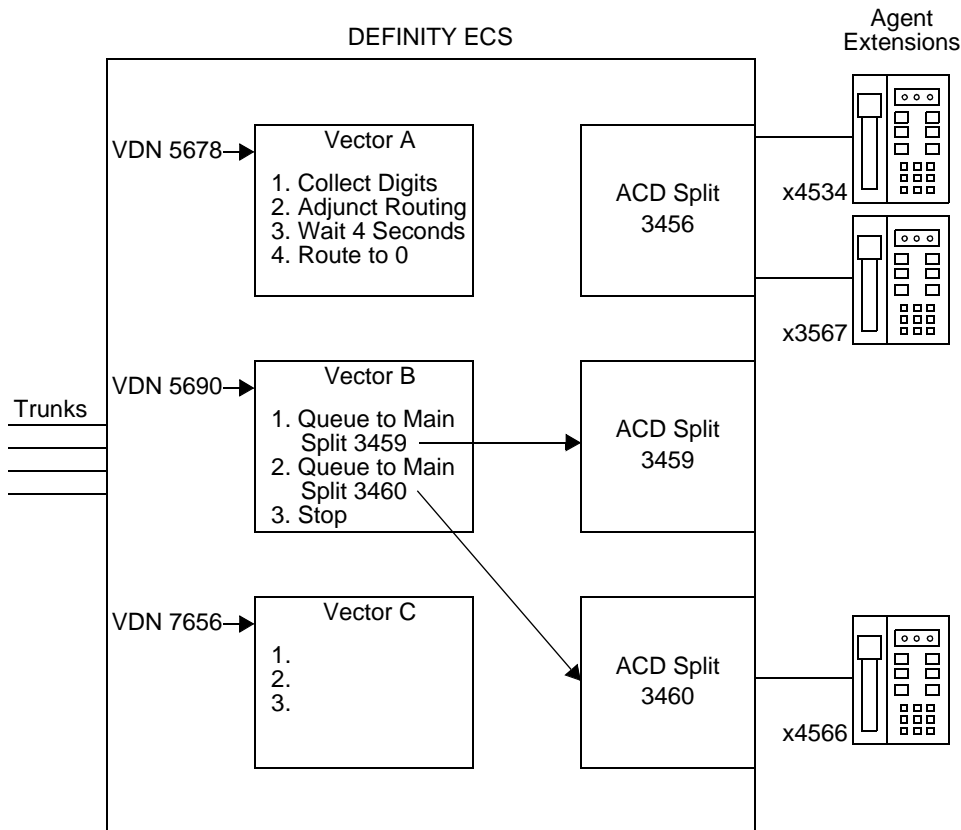 DEFINITY ECS
Agent
Extensions
VDN 5678
Vector A
1. Collect Digits
2. Adjunct Routing
3. Wait 4 Seconds
4. Route to 0
ACD Split
3456
x4534
x3567
Trunks
VDN 5690
Vector B
1. Queue to Main
Split 3459
2. Queue to Main
Split 3460
3. Stop
ACD Split
3459
VDN 7656
Vector C
1.
2.
3.
ACD Split
3460
x4566